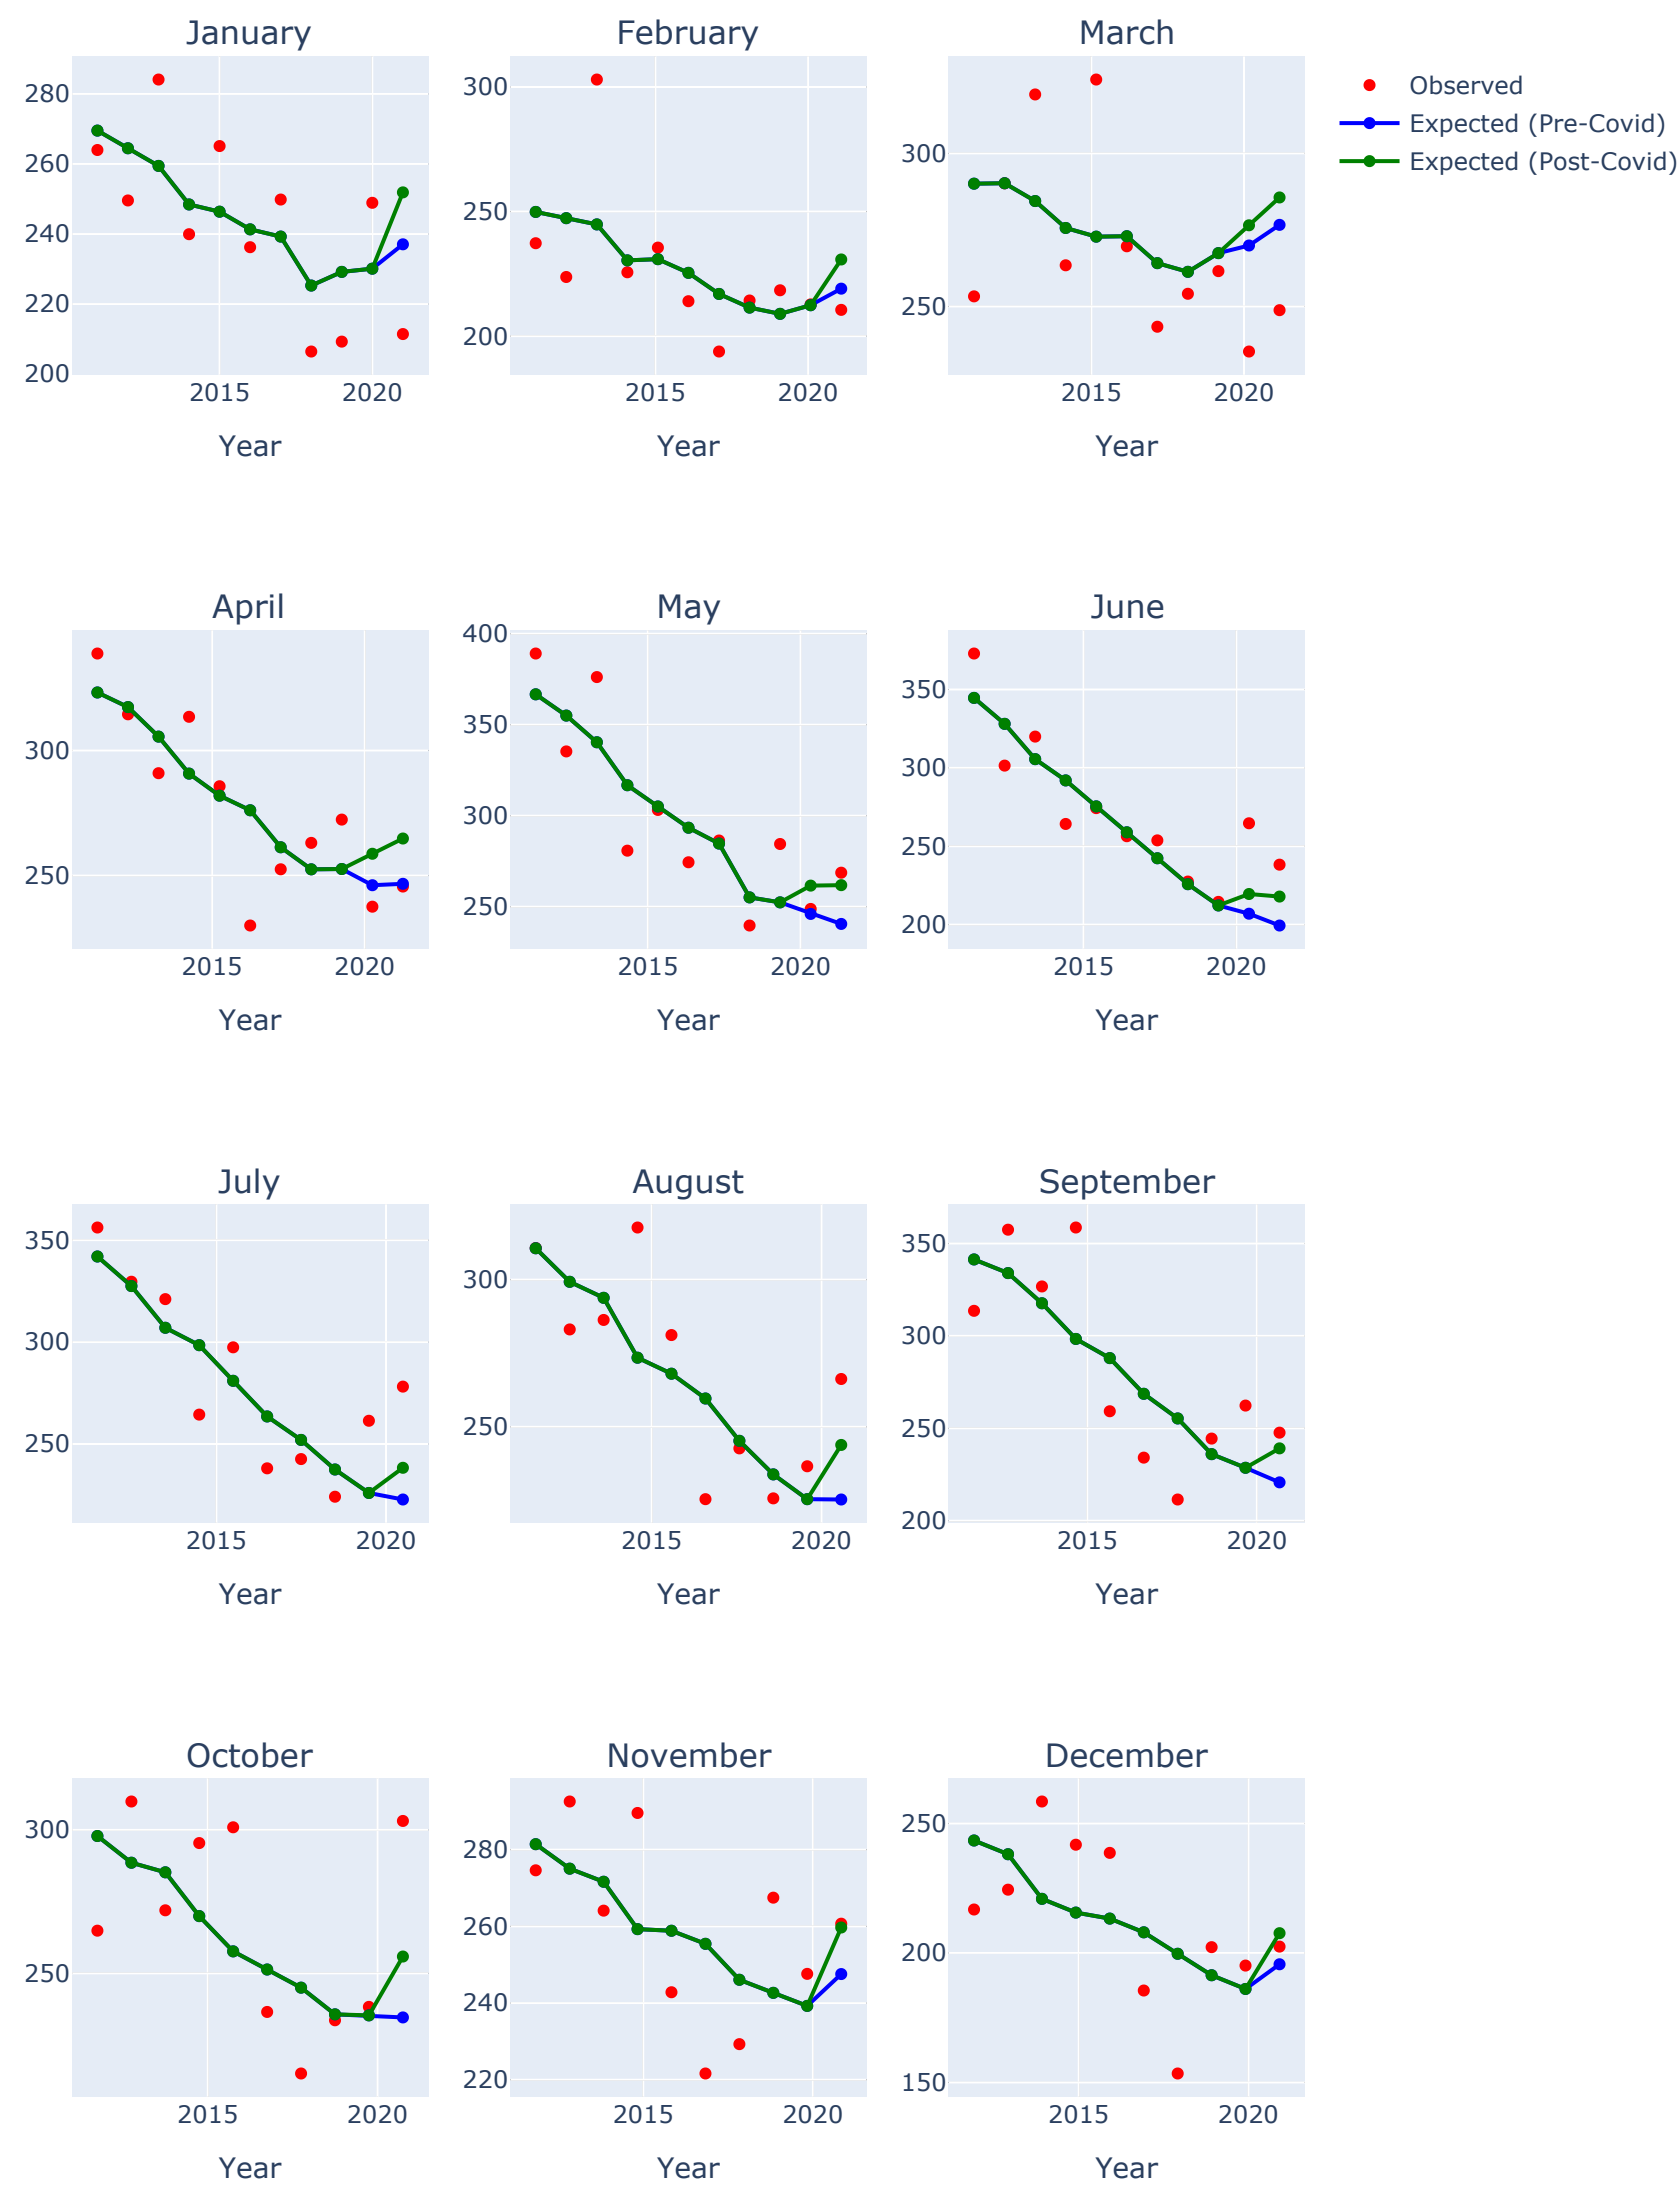 January
February
March
280
260
240
220
200
2015
2020
Year
300
250
200
2015
2020
Year
300
250
2015
2020
Year
Observed
Expected (Pre-Covid)
Expected (Post-Covid)
April
May
June
300
250
2015
2020
Year
400
350
300
250
2015
2020
Year
350
300
250
200
2015
2020
Year
July
August
September
350
300
250
2015
2020
Year
300
250
2015
2020
Year
350
300
250
200
2015
2020
Year
October
November
December
300
250
2015
2020
Year
280
260
240
220
2015
2020
Year
250
200
150
2015
2020
Year